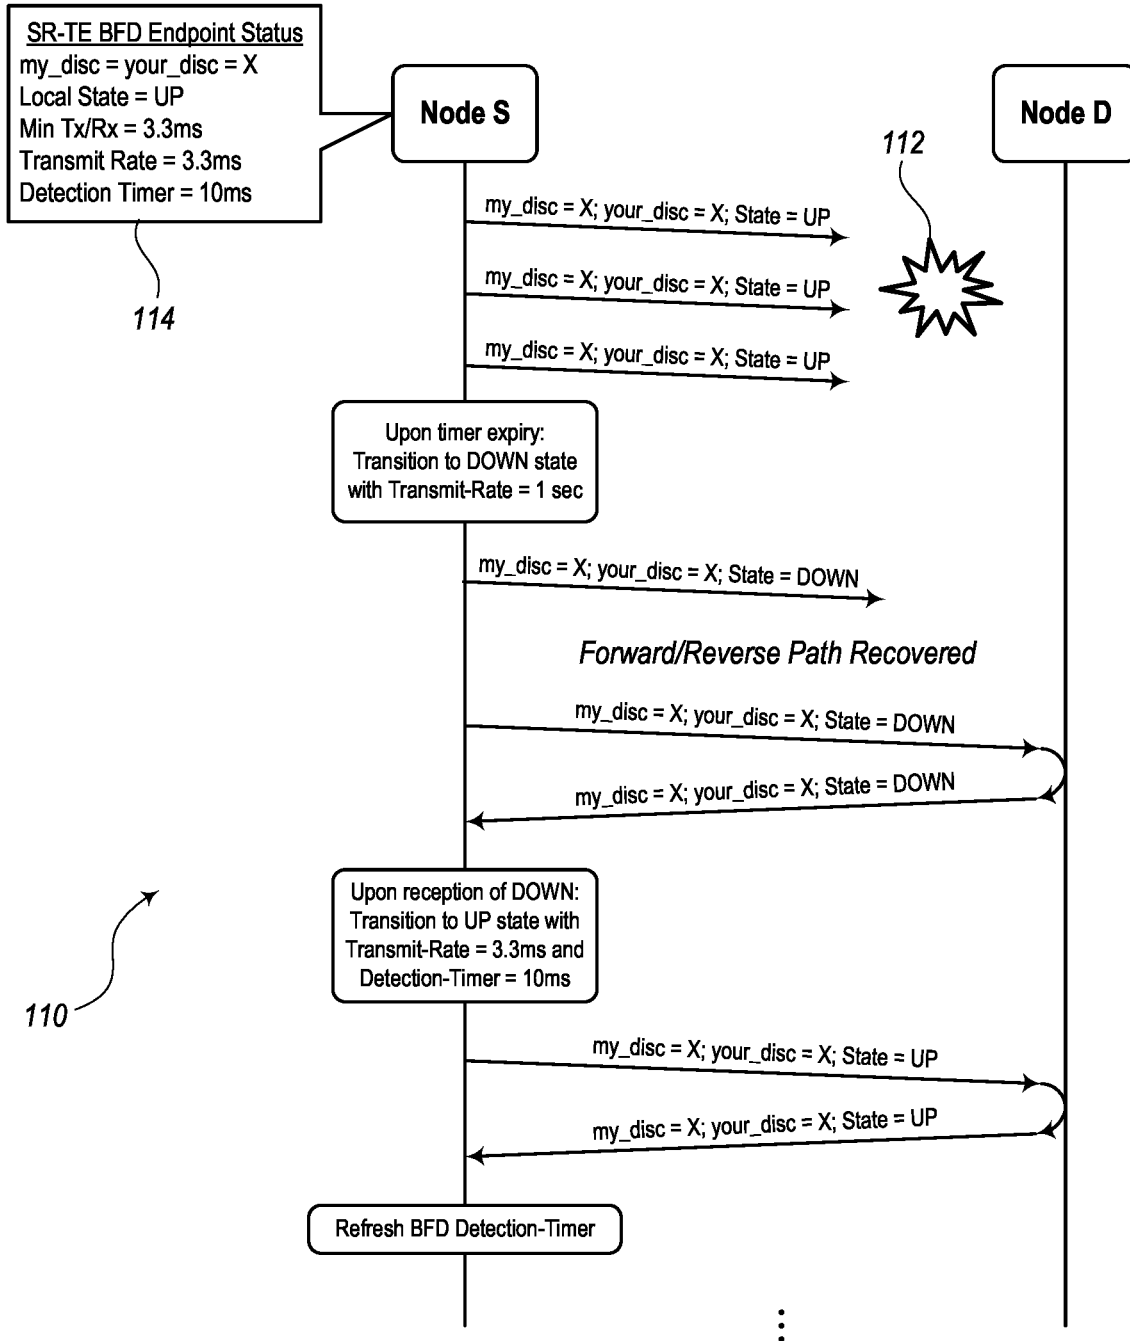 SR-TE BFD Endpoint Status
my_disc = your_disc = X
Local State = UP
Min Tx/Rx = 3.3ms
Transmit Rate = 3.3ms
Detection Timer = 10ms
114
Node S
Node D
112
my_disc = X; your_disc = X; State = UP
my_disc = X; your_disc = X; State = UP
my_disc = X; your_disc = X; State = UP
Upon timer expiry:
Transition to DOWN state
with Transmit-Rate = 1 sec
my_disc = X; your_disc = X; State = DOWN
Forward/Reverse Path Recovered
my_disc = X; your_disc = X; State = DOWN
my_disc = X; your_disc = X; State = DOWN
Upon reception of DOWN:
Transition to UP state with
Transmit-Rate = 3.3ms and
Detection-Timer = 10ms
110
my_disc = X; your_disc = X; State = UP
my_disc = X; your_disc = X; State = UP
Refresh BFD Detection-Timer